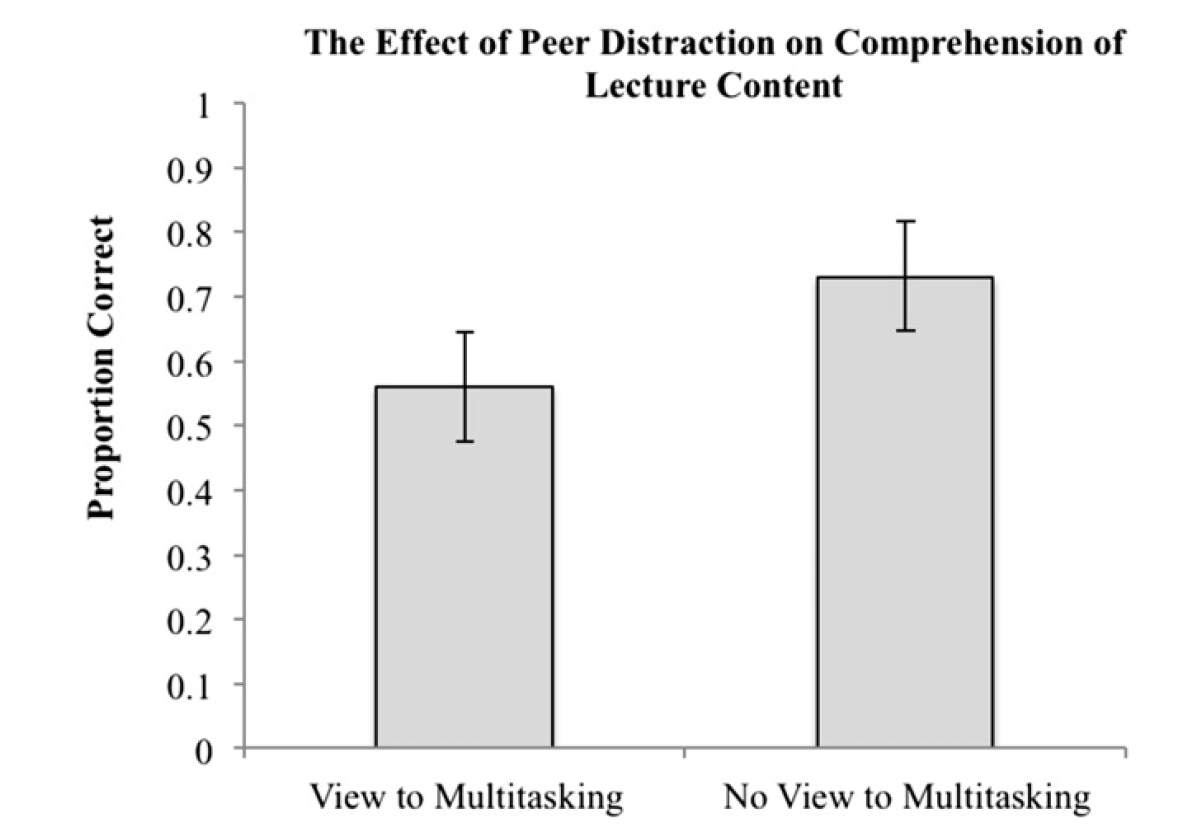 The Effect of Peer Distraction on Comprehension of
Lecture Content
1
0.9
0.8
0.7
0.6
0.5
0.4
0.3
0.2
0.1
0
Proportion Correct
View to Multitasking
No View to Multitasking